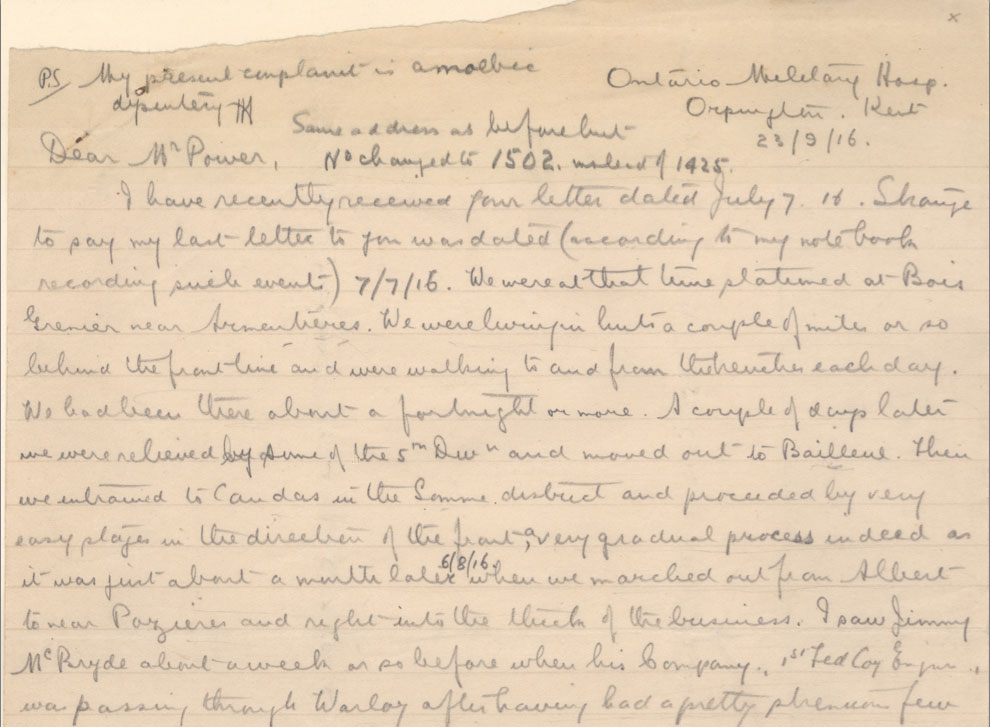 x
PS My present complaint is amoebic
dysentery
Ontario Military Hosp.
Orpington. Kent
23/9/16.
Same address as before but
No changed to 1502. instead of 1425.
Dear Mr Power,
I have recently received your letter dated July 7. 16. Strange
to say my last letter to you was dated (according to my note book
recording such events) 7/7/16. We were at that time stationed at Bois
Grenier near Armentières. We were living in huts a couple of miles or so
behind the front line and were walking to and from the trenches each day.
We had been there about a fortnight or more. A couple of days later
we were relieved by some of the 5th Divn and moved out to Bailleul. Then
we entrained to Candas in the Somme district and proceeded by very
easy stages in the direction of the front, a very gradual process indeed as
it was just about a month later 6/8/16 when we marched out from Albert
to near Pozieres and right into the thick of the business. I saw Jimmy
McBryde about a week or so before when his Company, 1st Fed Coy Engrs.,
was passing through Warloy after having had a pretty strenuous few